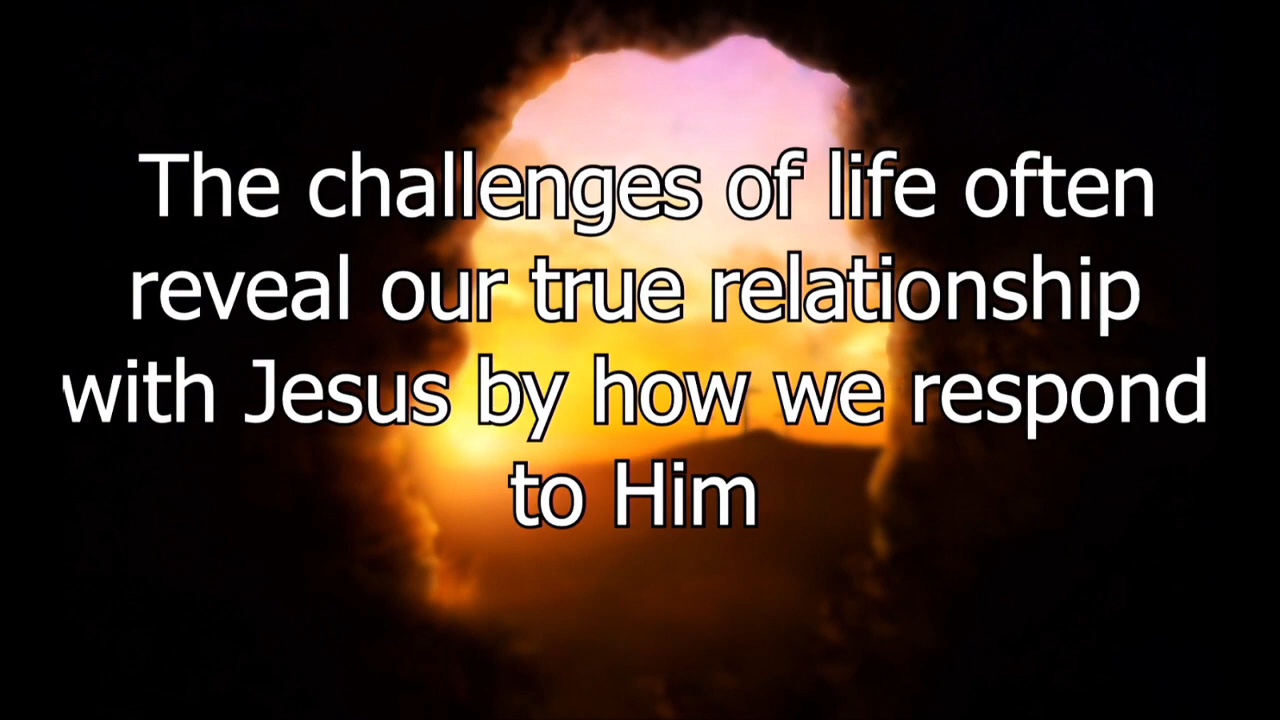 The challenges of life often
reveal our true relationship
with Jesus by how we respond
to Him